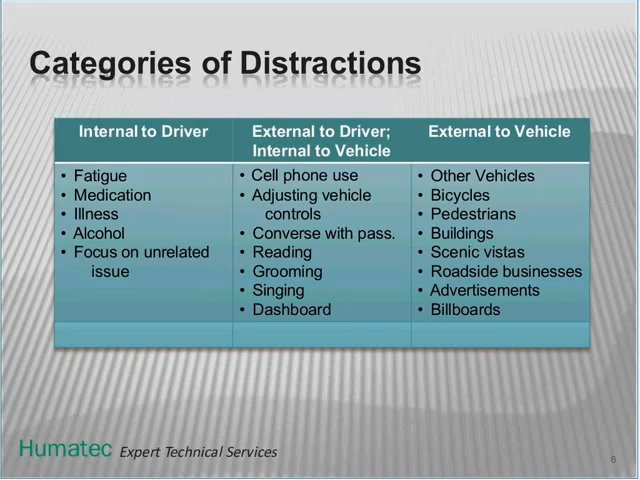 Categories of Distractions
Internal to Driver
• Fatigue
• Medication
• Illness
• Alcohol
• Focus on unrelated
issue
External to Driver;
Internal to Vehicle
• Cell phone use
• Adjusting vehicle
controls
• Converse with pass.
• Reading
• Grooming
• Singing
• Dashboard
External to Vehicle
• Other Vehicles
• Bicycles
• Pedestrians
• Buildings
• Scenic vistas
• Roadside businesses
• Advertisements
• Billboards
Humatec Expert Technical Services
6